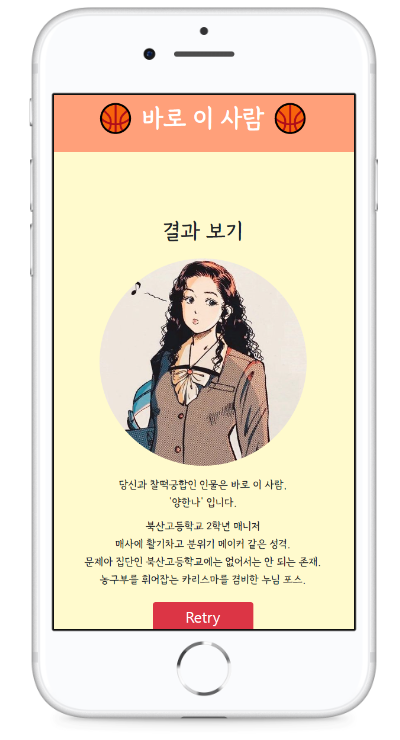 바로 이 사람
결과 보기
당신과 찰떡궁합인 인물은 바로 이 사람,
'양한나' 입니다.
북산고등학교 2학년 매니저
매사에 활기차고 분위기 메이커 같은 성격.
문제아 집단인 북산고등학교에는 없어서는 안 되는 존재.
농구부를 휘어잡는 카리스마를 겸비한 누님 포스.
Retry